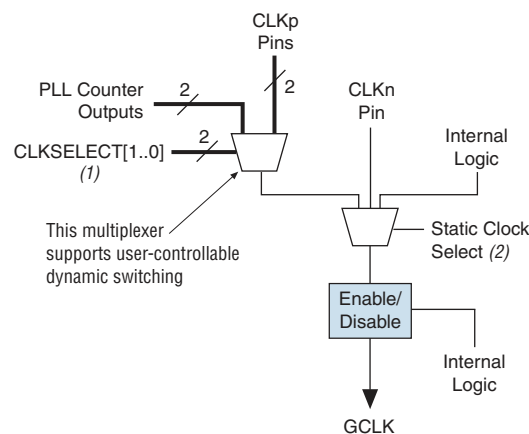 CLKp
Pins
PLL Counter
Outputs
2
2
CLKn
Pin
CLKSELECT[1..0]
(1)
2
Internal
Logic
This multiplexer
supports user-controllable
dynamic switching
Static Clock
Select (2)
Enable/
Disable
Internal
Logic
GCLK